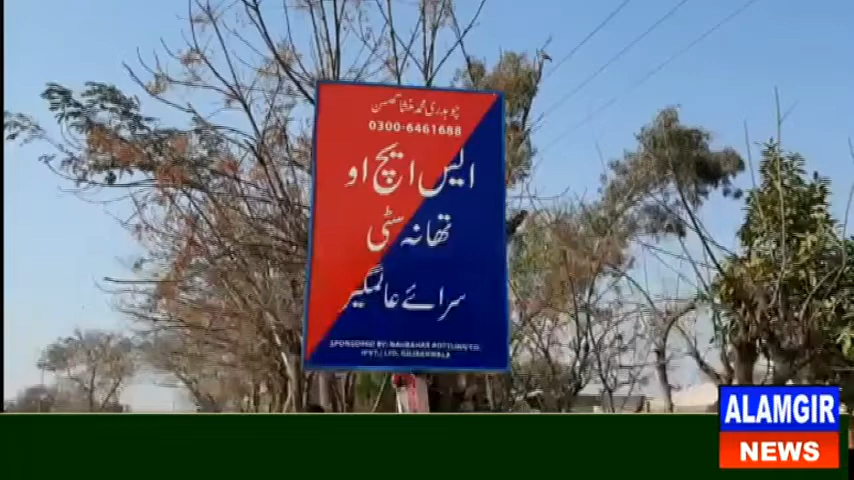 چوہدری محمد منشا حسن
0300-6461688
ایس ایچ او
تھانہ سٹی
سرائے عالمگیر
SPONSORED BY: NAUBAHAR BOTTLING CO.
(PVT.) LTD. GUJRANWALA
ALAMGIR
NEWS